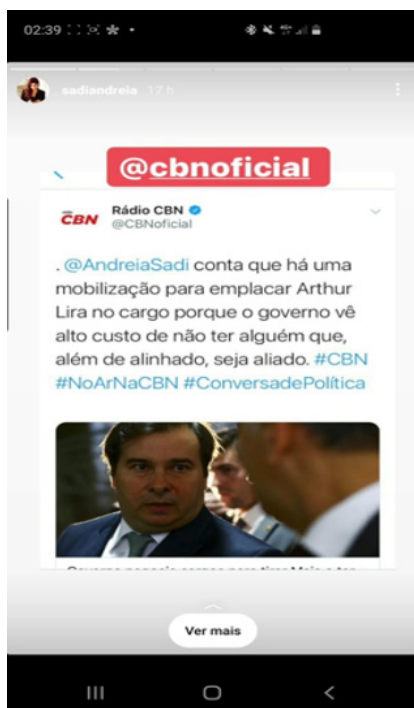 02:39
sadiandreia 17 h
@cbnoficial
CBN
Rádio CBN
@CBNoficial
. @AndreiaSadi conta que há uma
mobilização para emplacar Arthur
Lira no cargo porque o governo vê
alto custo de não ter alguém que,
além de alinhado, seja aliado. #CBN
#NoArNaCBN #ConversadePolítica
Ver mais